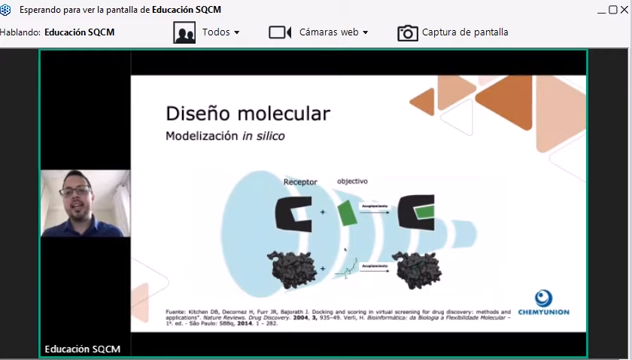 Esperando para ver la pantalla de Educación SQCM
Hablando: Educación SQCM
Todos
Cámaras web
Captura de pantalla
Diseño molecular
Modelización in silico
Receptor objectivo
+ Acoplamiento
+ Acoplamiento
Fuente: Kitchen DB, Decornez H, Furr JR, Bajorath J. Docking and scoring in virtual screening for drug discovery: methods and
applications". Nature Reviews. Drug Discovery. 2004, 3, 935–49. Verli, H. Bioinformática: da Biologia a Flexibilidade Molecular –
1ª. ed. - São Paulo: SBBq, 2014. 1 – 282.
CHEMYUNION
Educación SQCM